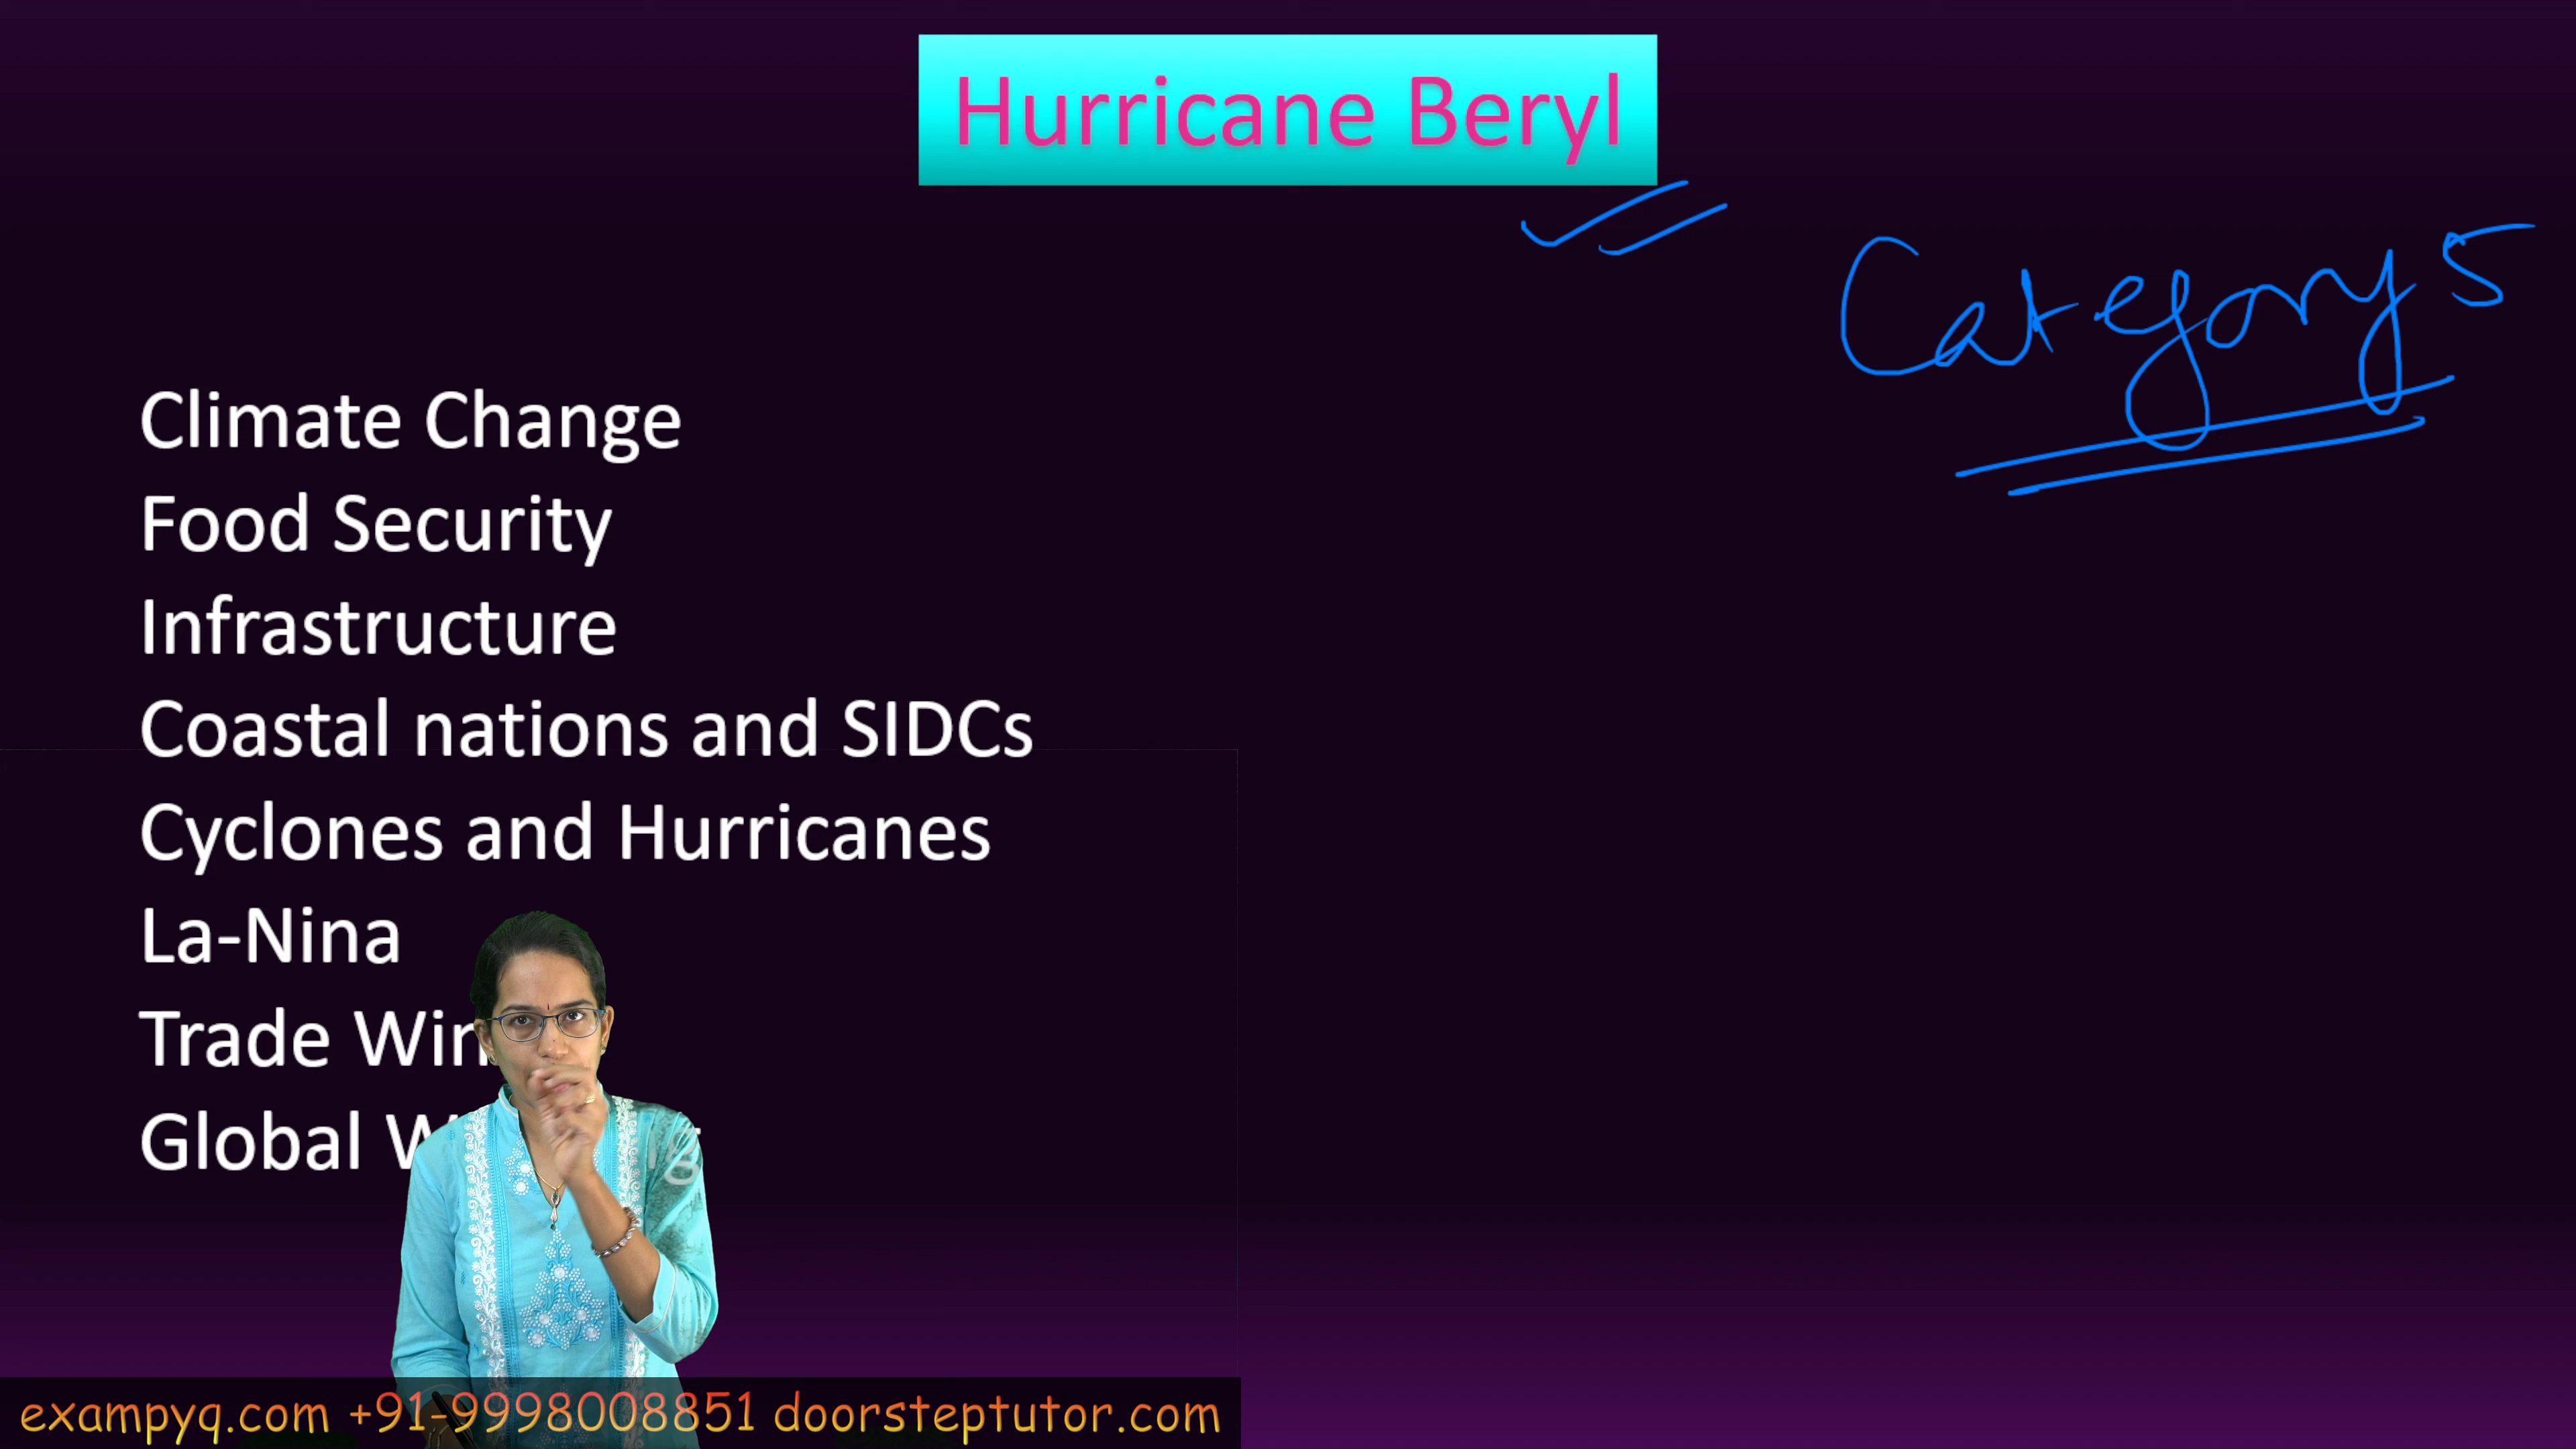 Hurricane Beryl
Category 5
Climate Change
Food Security
Infrastructure
Coastal nations and SIDCs
Cyclones and Hurricanes
La-Nina
Trade
Global
exampyq.com +91-9998008851 doorsteptutor.com